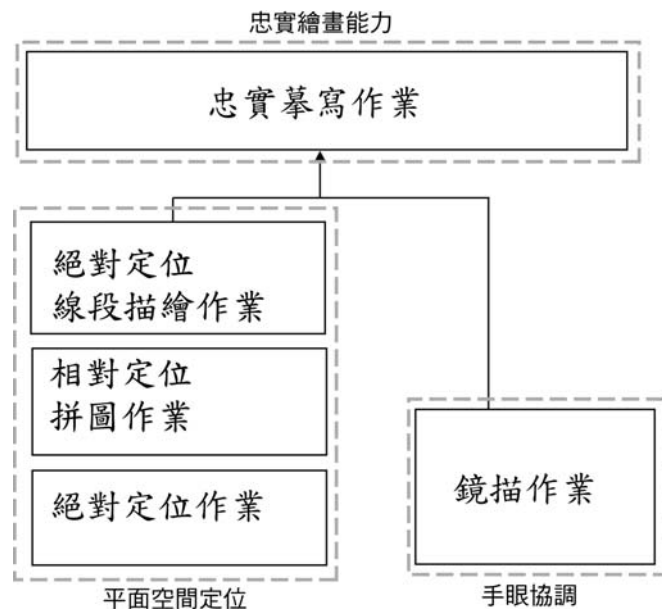 忠實繪畫能力
忠實摹寫作業
絕對定位
線段描繪作業
相對定位
拼圖作業
絕對定位作業
鏡描作業
平面空間定位
手眼協調